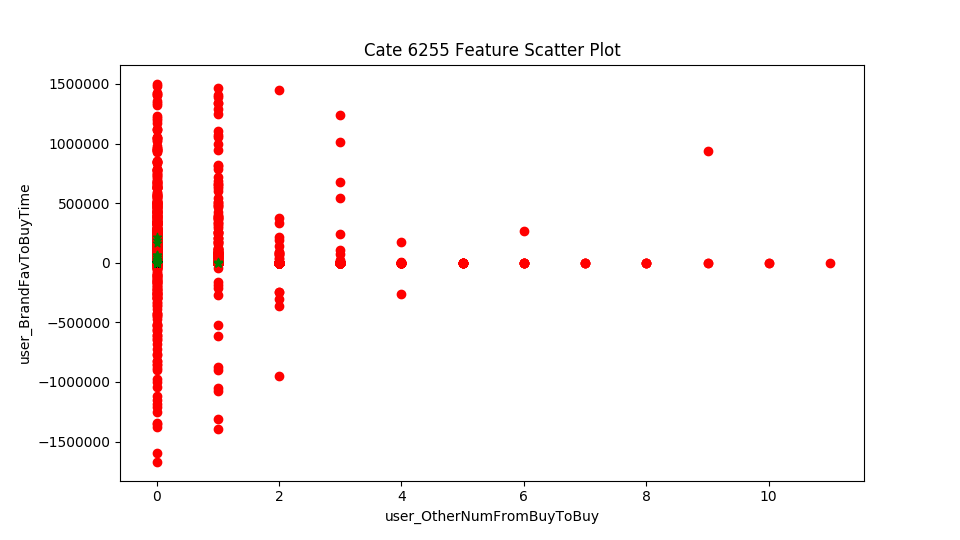 Cate 6255 Feature Scatter Plot
1500000
1000000
500000
0
−500000
−1000000
−1500000
user_BrandFavToBuyTime
0 2 4 6 8 10
user_OtherNumFromBuyToBuy